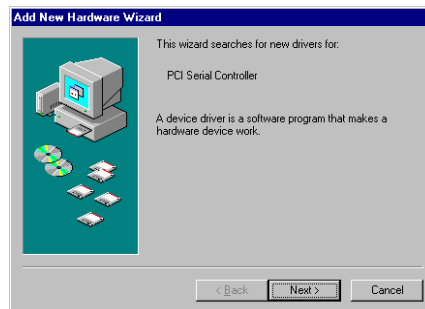 Add New Hardware Wizard
This wizard searches for new drivers for:
PCI Serial Controller
A device driver is a software program that makes a
hardware device work.
< Back
Next >
Cancel